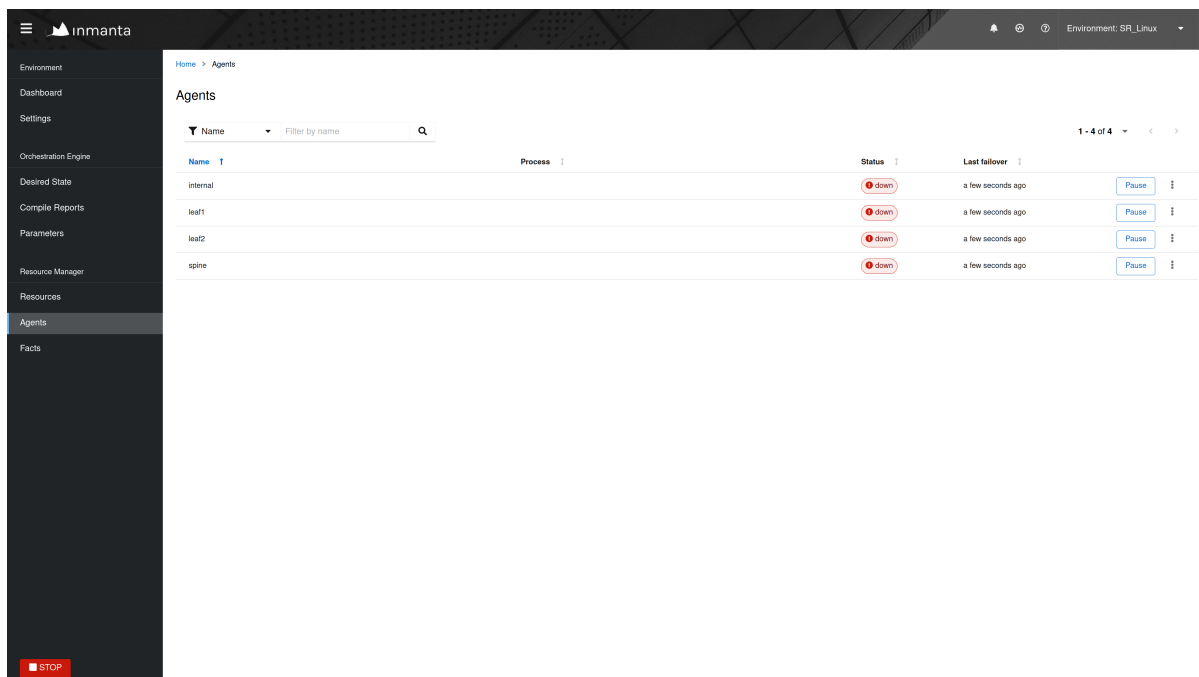 inmanta
Environment: SR_Linux
Environment
Dashboard
Settings
Orchestration Engine
Desired State
Compile Reports
Parameters
Resource Manager
Resources
Agents
Facts
STOP
Home > Agents
Agents
Name Filter by name 1 - 4 of 4
Name Process Status Last failover
internal down a few seconds ago Pause
leaf1 down a few seconds ago Pause
leaf2 down a few seconds ago Pause
spine down a few seconds ago Pause